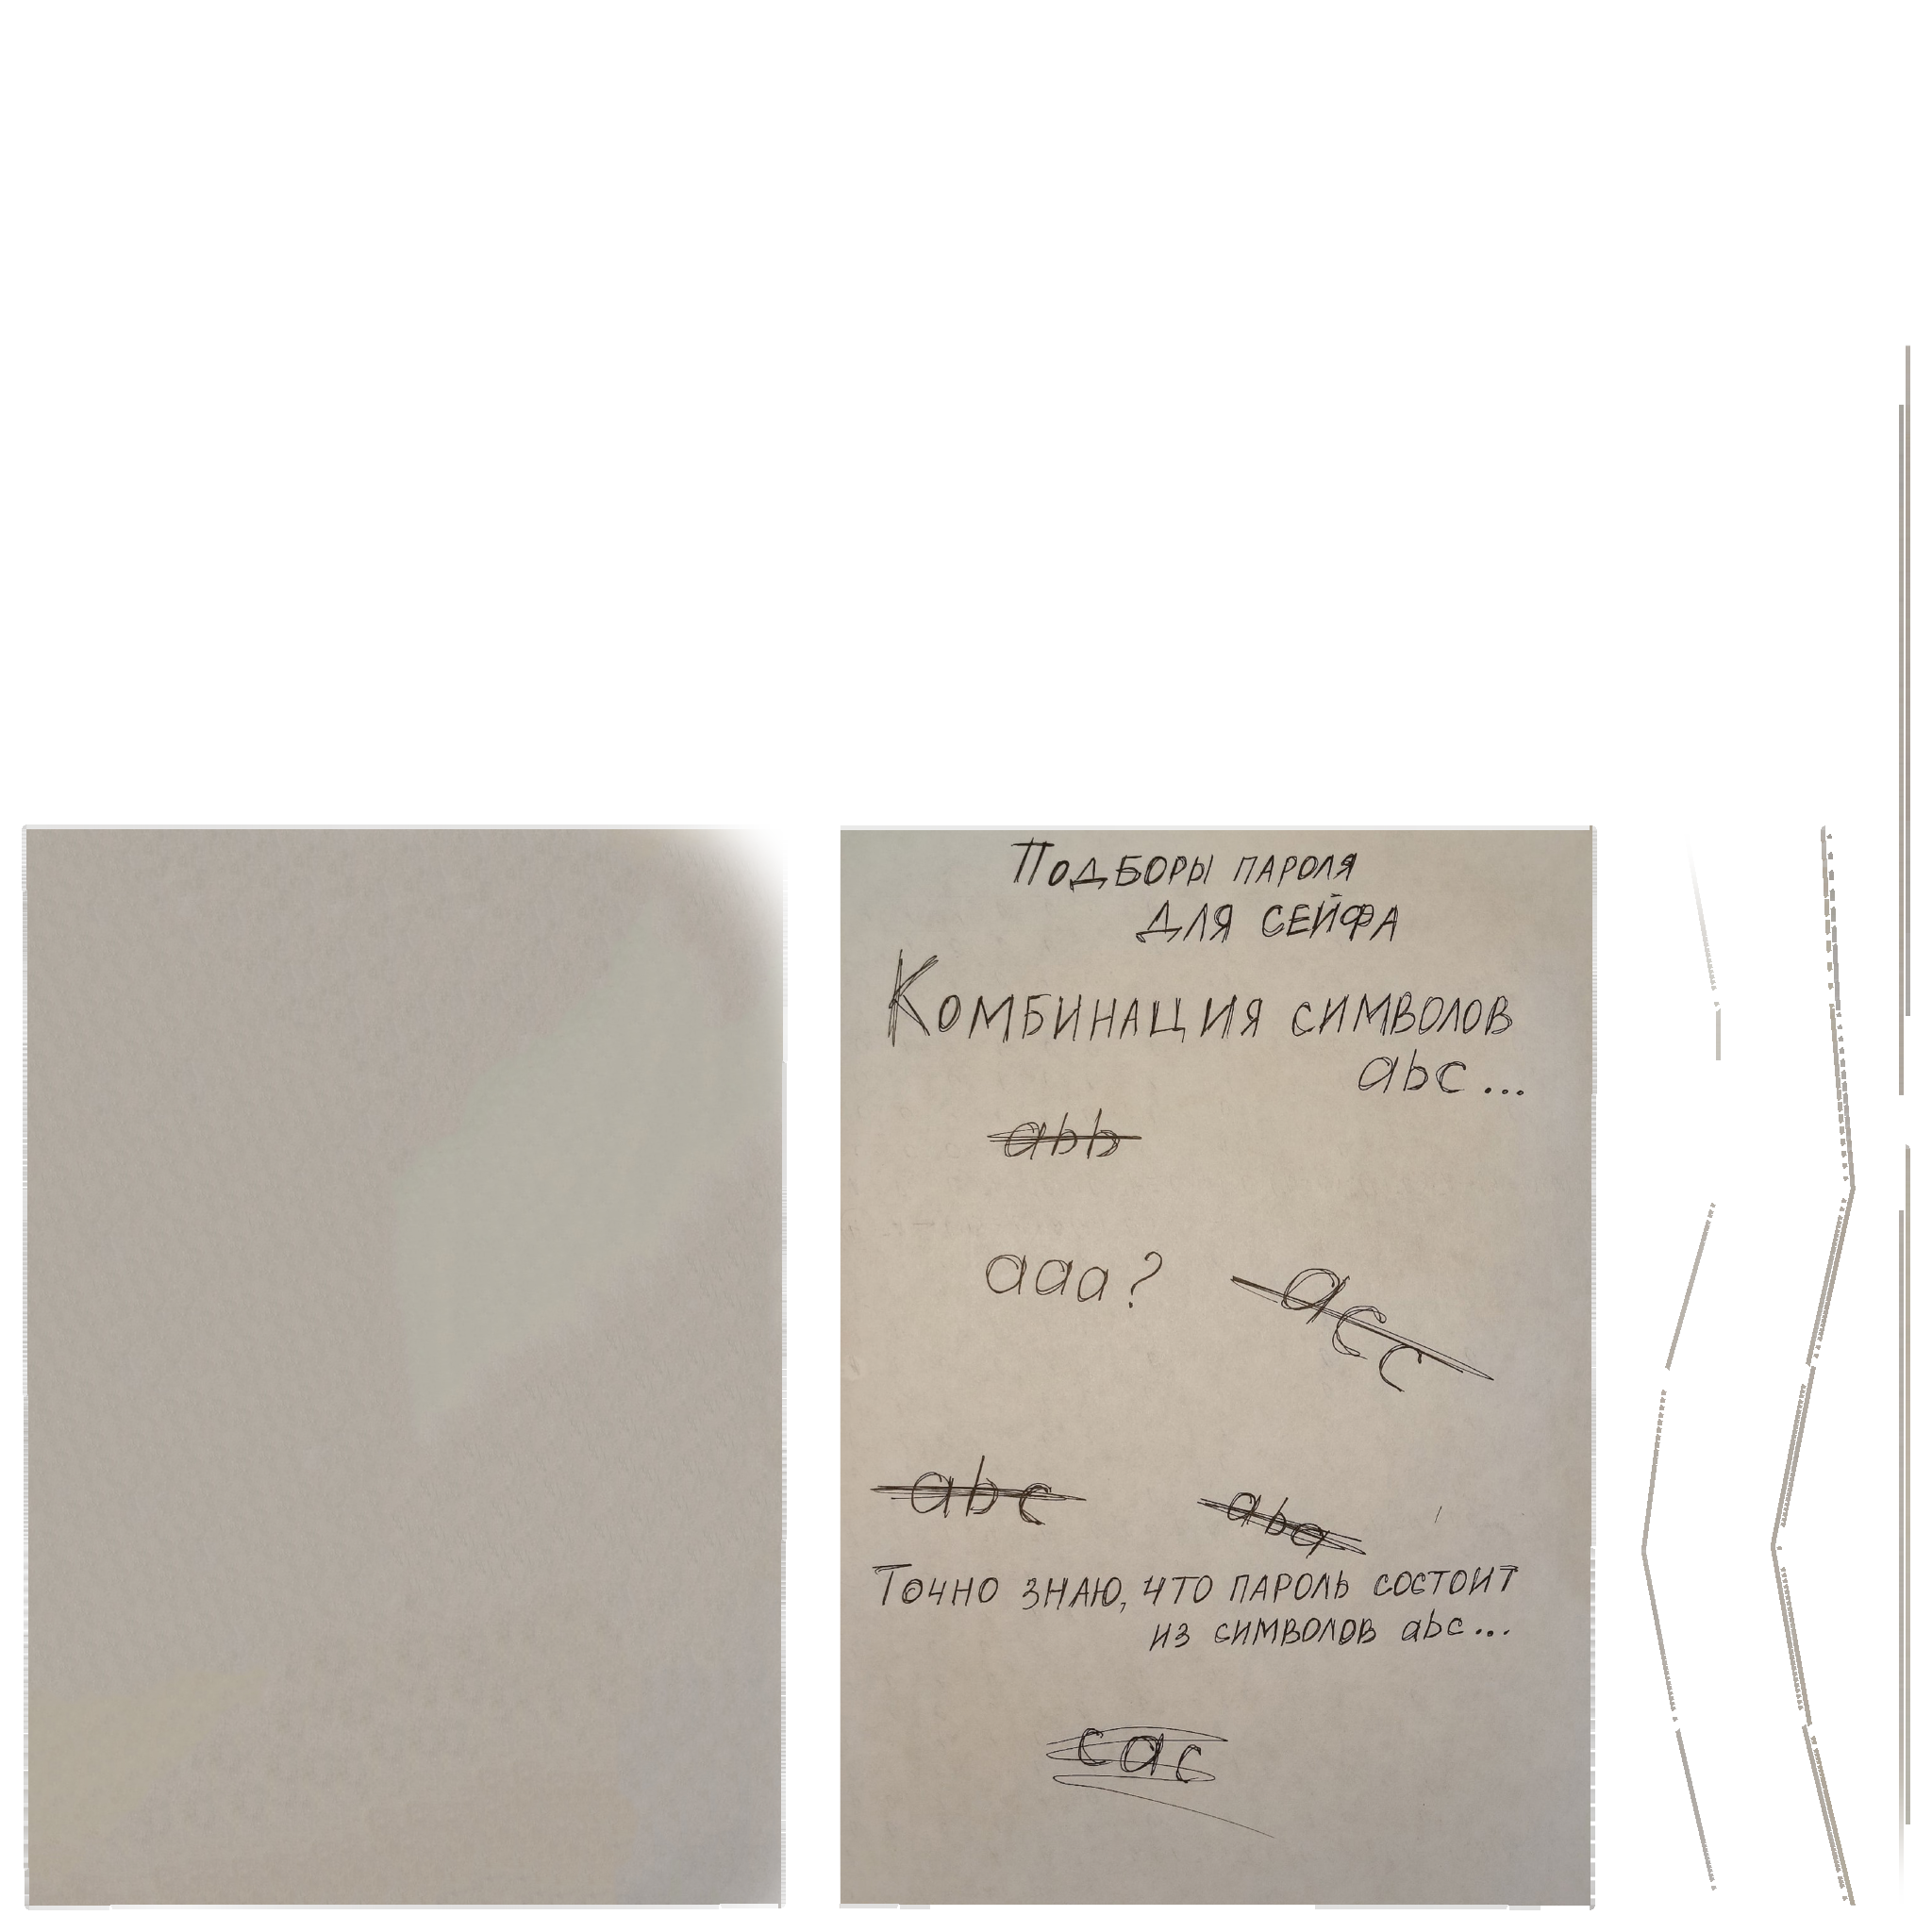 Подборы пароля
для сейфа
Комбинация символов
abc...
abb
aaa?
acc
abc
aba
Точно знаю, что пароль состоит
из символов abc...
cac